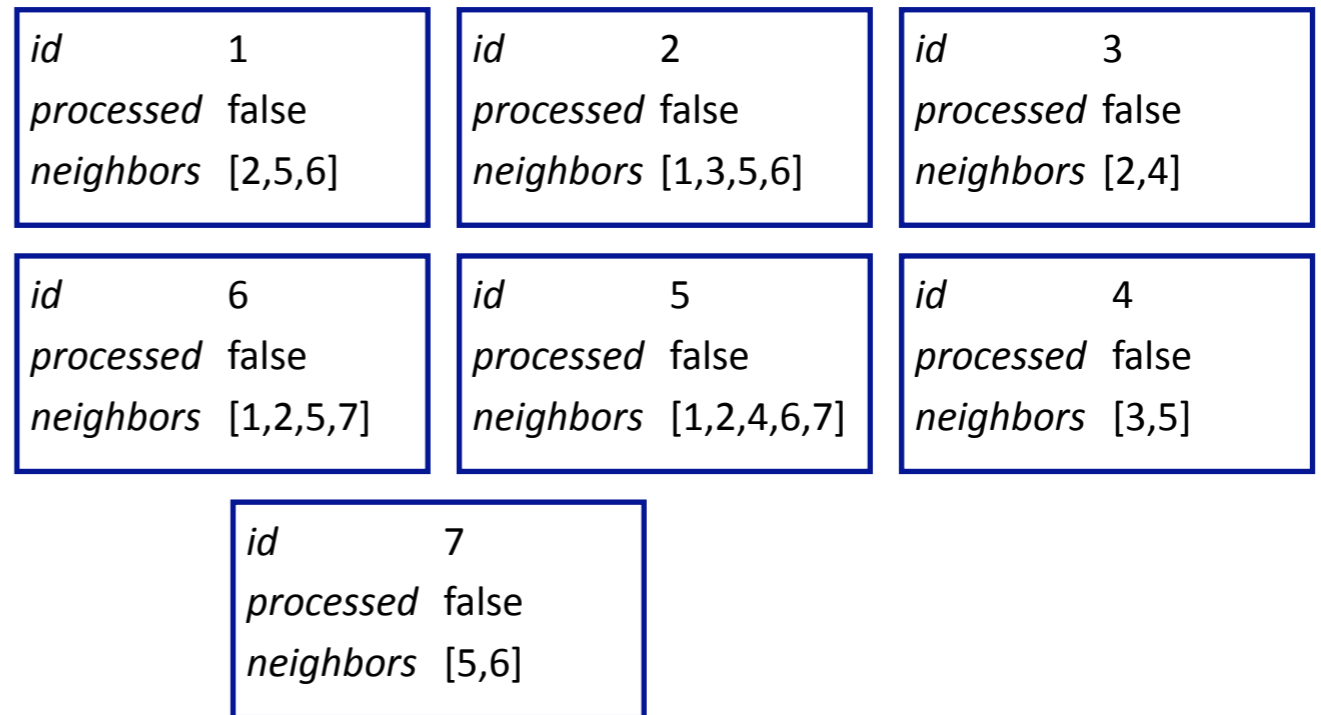 id 1
processed false
neighbors [2,5,6]
id 2
processed false
neighbors [1,3,5,6]
id 3
processed false
neighbors [2,4]
id 6
processed false
neighbors [1,2,5,7]
id 5
processed false
neighbors [1,2,4,6,7]
id 4
processed false
neighbors [3,5]
id 7
processed false
neighbors [5,6]